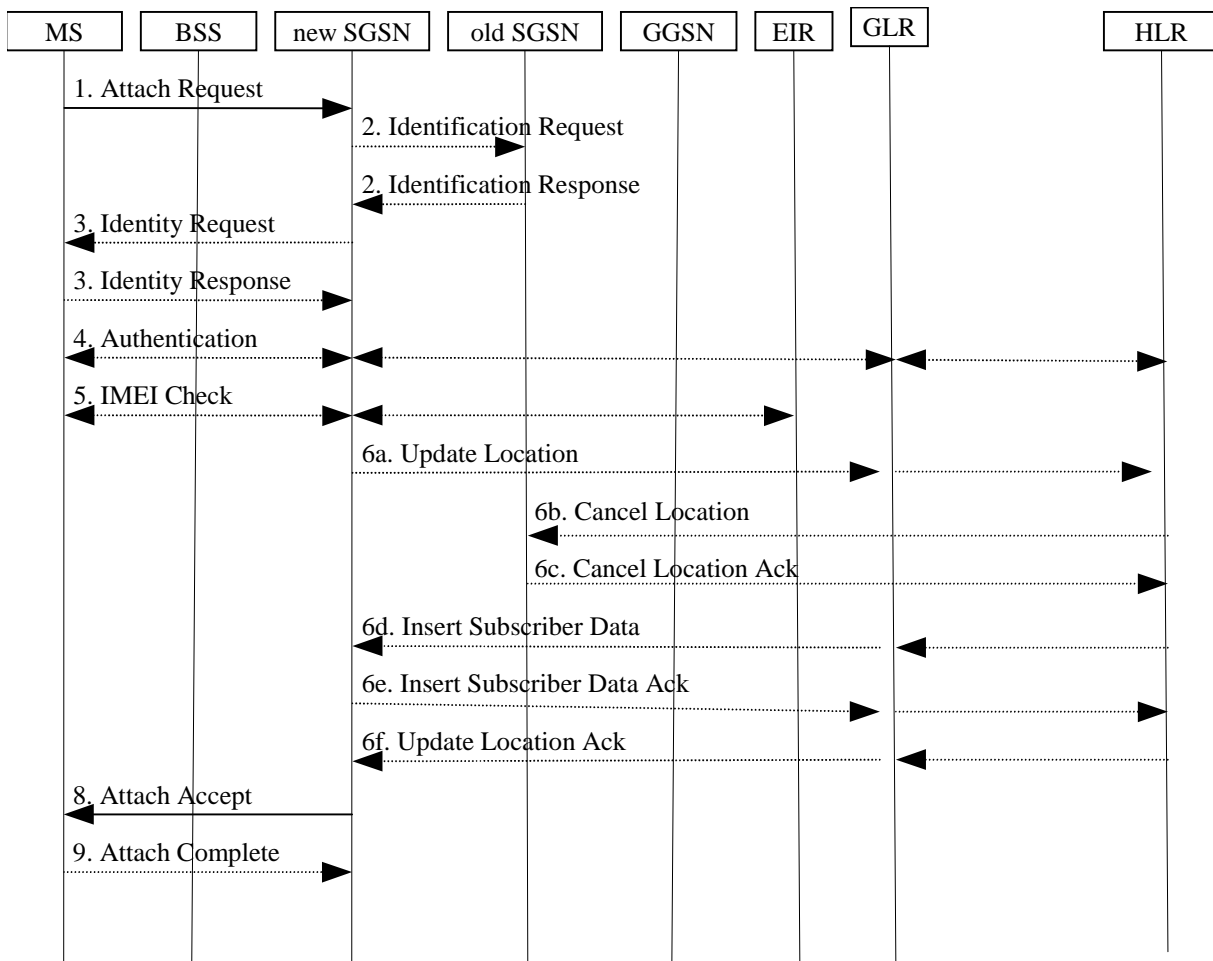 MS BSS new SGSN old SGSN GGSN EIR GLR HLR
1. Attach Request
2. Identification Request
2. Identification Response
3. Identity Request
3. Identity Response
4. Authentication
5. IMEI Check
6a. Update Location
6b. Cancel Location
6c. Cancel Location Ack
6d. Insert Subscriber Data
6e. Insert Subscriber Data Ack
6f. Update Location Ack
8. Attach Accept
9. Attach Complete